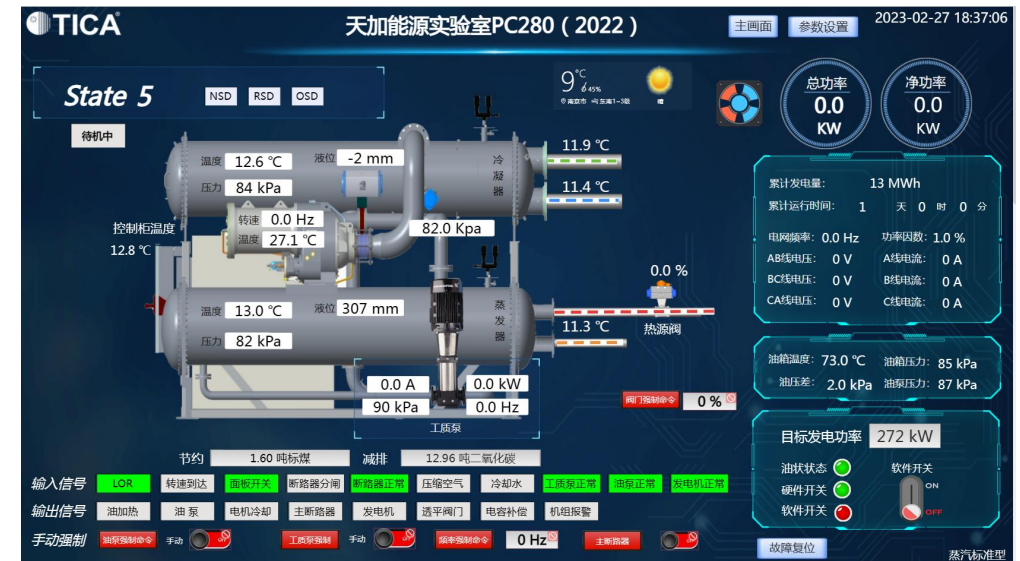 TICA
天加能源实验室PC280（2022）
主画面
参数设置
2023-02-27 18:37:06
State 5
NSD RSD OSD
待机中
9℃
45%
南京市
东南1-3级
晴
总功率
0.0
KW
净功率
0.0
KW
温度 12.6 ℃ 液位 -2 mm
压力 84 kPa
冷凝器
11.9 ℃
11.4 ℃
转速 0.0 Hz
温度 27.1 ℃
82.0 Kpa
控制柜温度
12.8 ℃
温度 13.0 ℃ 液位 307 mm
压力 82 kPa
蒸发器
11.3 ℃
0.0 %
热源阀
0.0 A 0.0 kW
90 kPa 0.0 Hz
工质泵
阀门强制命令 0 %
累计发电量： 13 MWh
累计运行时间： 1 天 0 时 0 分
电网频率： 0.0 Hz 功率因数： 1.0 %
AB线电压： 0 V A线电流： 0 A
BC线电压： 0 V B线电流： 0 A
CA线电压： 0 V C线电流： 0 A
油箱温度： 73.0 ℃ 油箱压力： 85 kPa
油压差： 2.0 kPa 油泵压力： 87 kPa
目标发电功率 272 kW
油状状态
硬件开关
软件开关
软件开关
ON
OFF
节约 1.60 吨标煤 减排 12.96 吨二氧化碳
输入信号 LOR 转速到达 面板开关 断路器分闸 断路器正常 压缩空气 冷却水 工质泵正常 油泵正常 发电机正常
输出信号 油加热 油 泵 电机冷却 主断路器 发电机 透平阀门 电容补偿 机组报警
手动强制 油泵强制命令 手动 工质泵强制 手动 频率强制命令 0 Hz 主断路器
故障复位
蒸汽标准型